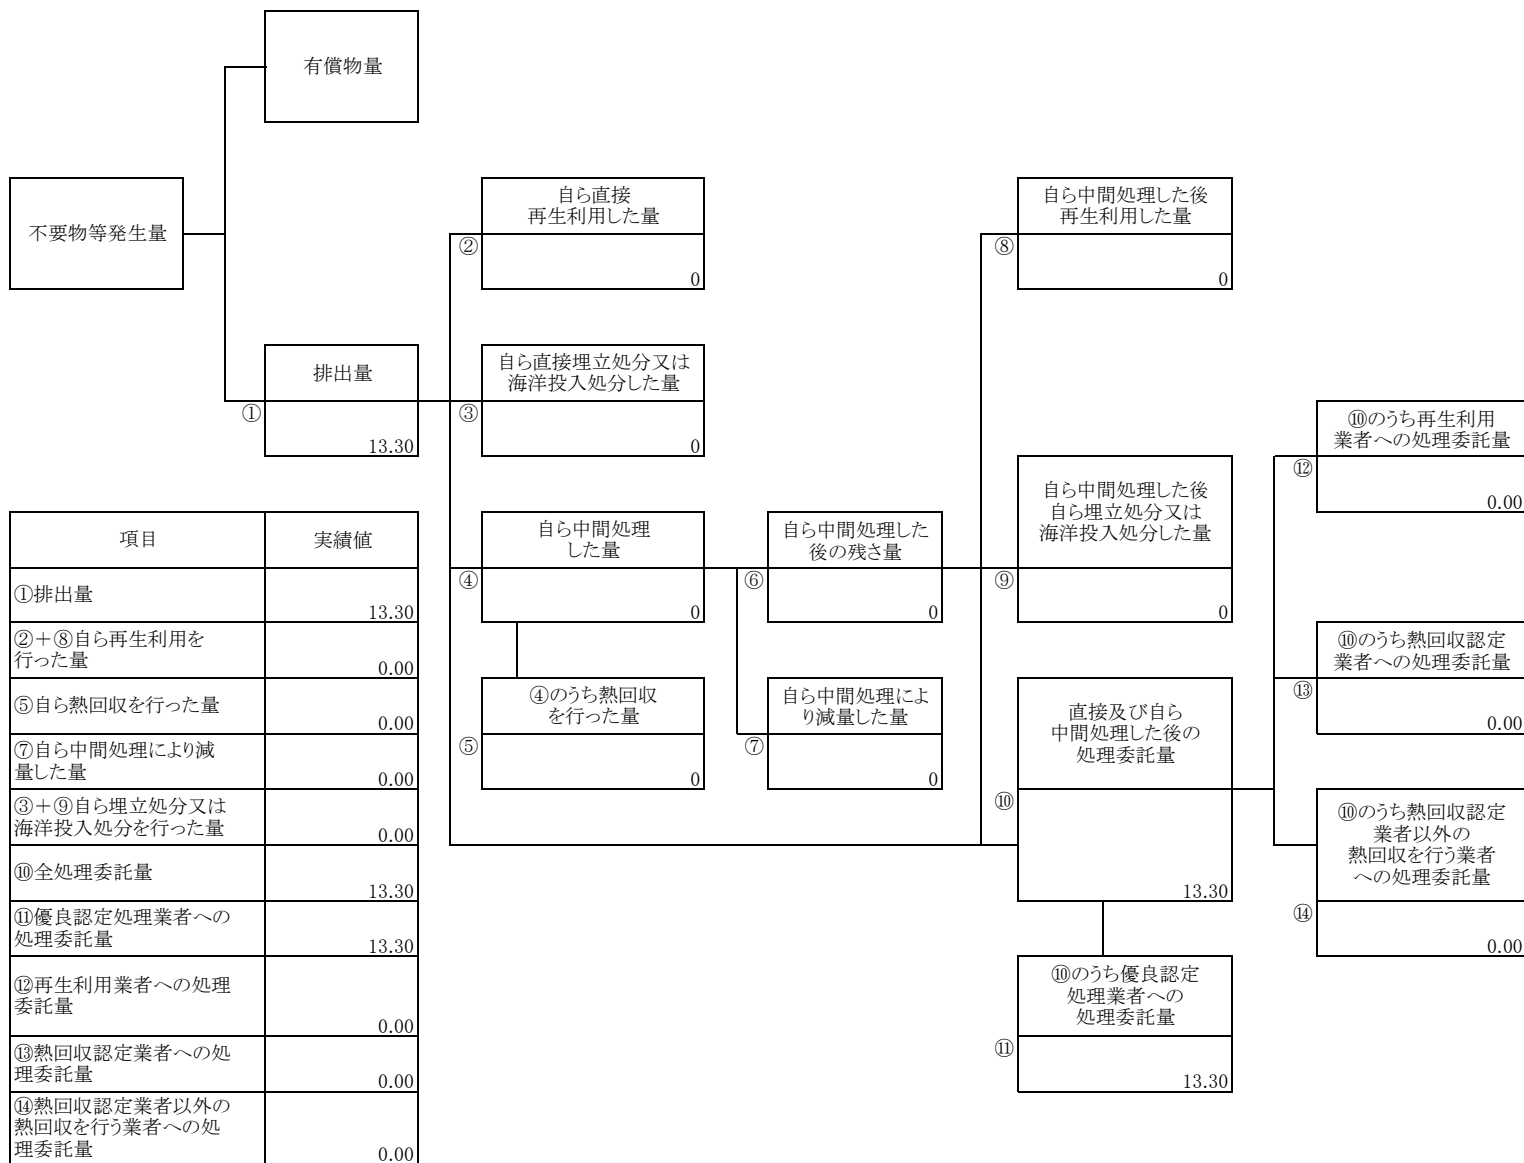 有償物量
不要物等発生量
排出量
①
13.30
自ら直接
再生利用した量
②
0
自ら直接埋立処分又は
海洋投入処分した量
③
0
自ら中間処理
した量
④
0
④のうち熱回収
を行った量
⑤
0
自ら中間処理した
後の残さ量
⑥
0
自ら中間処理によ
り減量した量
⑦
0
自ら中間処理した後
再生利用した量
⑧
0
自ら中間処理した後
自ら埋立処分又は
海洋投入処分した量
⑨
0
直接及び自ら
中間処理した後の
処理委託量
⑩
13.30
⑩のうち優良認定
処理業者への
処理委託量
⑪
13.30
⑩のうち再生利用
業者への処理委託量
⑫
0.00
⑩のうち熱回収認定
業者への処理委託量
⑬
0.00
⑩のうち熱回収認定
業者以外の
熱回収を行う業者
への処理委託量
⑭
0.00
項目 実績値
①排出量
13.30
②＋⑧自ら再生利用を
行った量
0.00
⑤自ら熱回収を行った量
0.00
⑦自ら中間処理により減
量した量
0.00
③＋⑨自ら埋立処分又は
海洋投入処分を行った量
0.00
⑩全処理委託量
13.30
⑪優良認定処理業者への
処理委託量
13.30
⑫再生利用業者への処理
委託量
0.00
⑬熱回収認定業者への処
理委託量
0.00
⑭熱回収認定業者以外の
熱回収を行う業者への処
理委託量
0.00